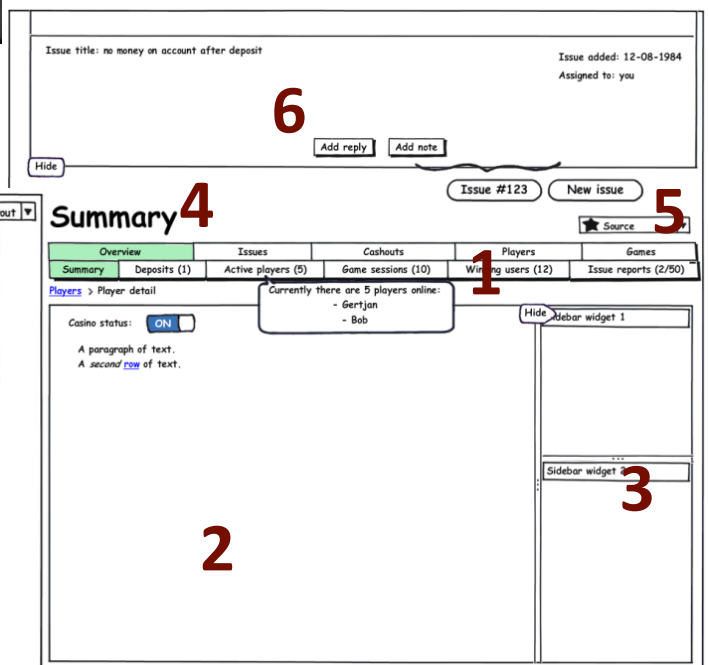 Issue title: no money on account after deposit
Issue added: 12-08-1984
Assigned to: you
6
Add reply Add note
Hide
Issue #123 New issue
out
Summary 4
5
Source
Overview Issues Cashouts Players Games
Summary Deposits (1) Active players (5) Game sessions (10) Winning users (12) Issue reports (2/50)
1
Players > Player detail
Currently there are 5 players online:
- Gertjan
- Bob
Hide
debar widget 1
Casino status: ON
A paragraph of text.
A second row of text.
Sidebar widget 2
3
2